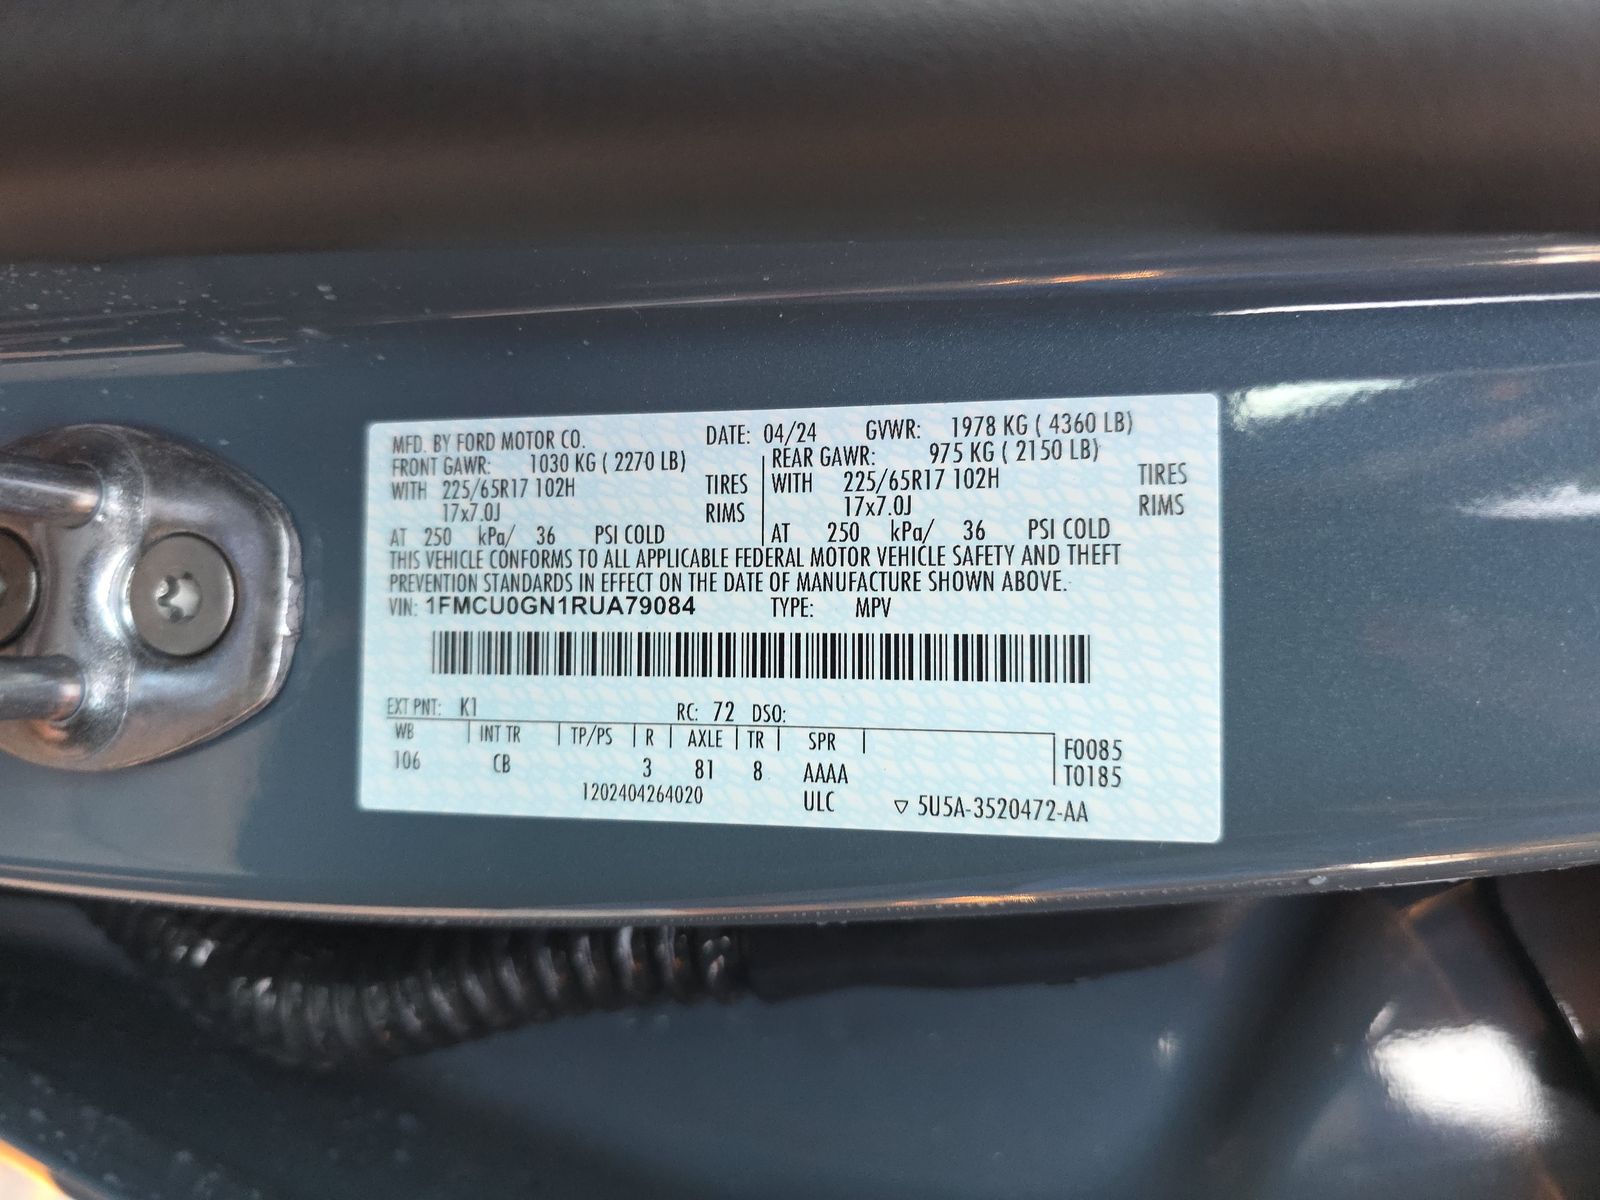 MFD. BY FORD MOTOR CO. DATE: 04/24 GVWR: 1978 KG ( 4360 LB)
FRONT GAWR: 1030 KG ( 2270 LB) REAR GAWR: 975 KG ( 2150 LB)
WITH 225/65R17 102H TIRES WITH 225/65R17 102H TIRES
17x7.0J RIMS 17x7.0J RIMS
AT 250 kPa/ 36 PSI COLD AT 250 kPa/ 36 PSI COLD
THIS VEHICLE CONFORMS TO ALL APPLICABLE FEDERAL MOTOR VEHICLE SAFETY AND THEFT
PREVENTION STANDARDS IN EFFECT ON THE DATE OF MANUFACTURE SHOWN ABOVE.
VIN: 1FMCU0GN1RUA79084 TYPE: MPV
EXT PNT: K1 RC: 72 DSO:
WB INT TR TP/PS R AXLE TR SPR F0085
106 CB 3 81 8 AAAA T0185
1202404264020 ULC ▽ 5U5A-3520472-AA